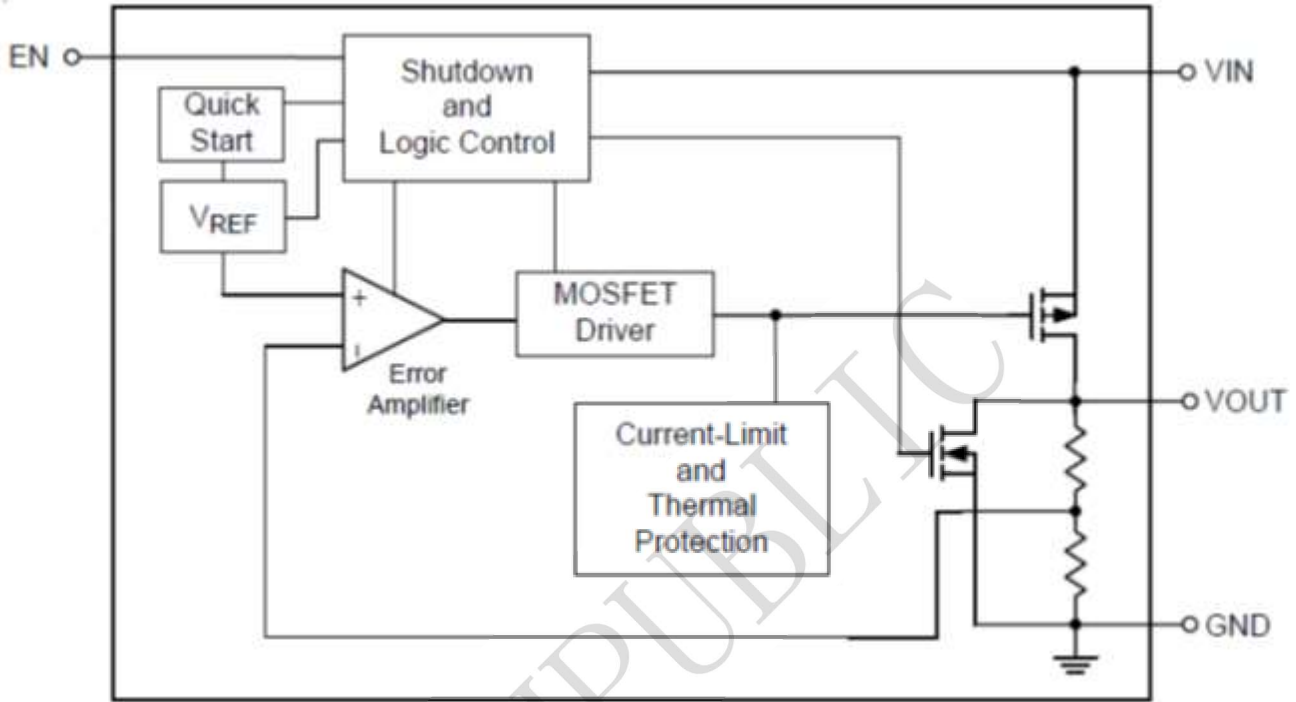 EN
Shutdown
and
Logic Control
VIN
Quick
Start
VREF
+
MOSFET
Driver
Error
Amplifier
VOUT
Current-Limit
and
Thermal
Protection
GND